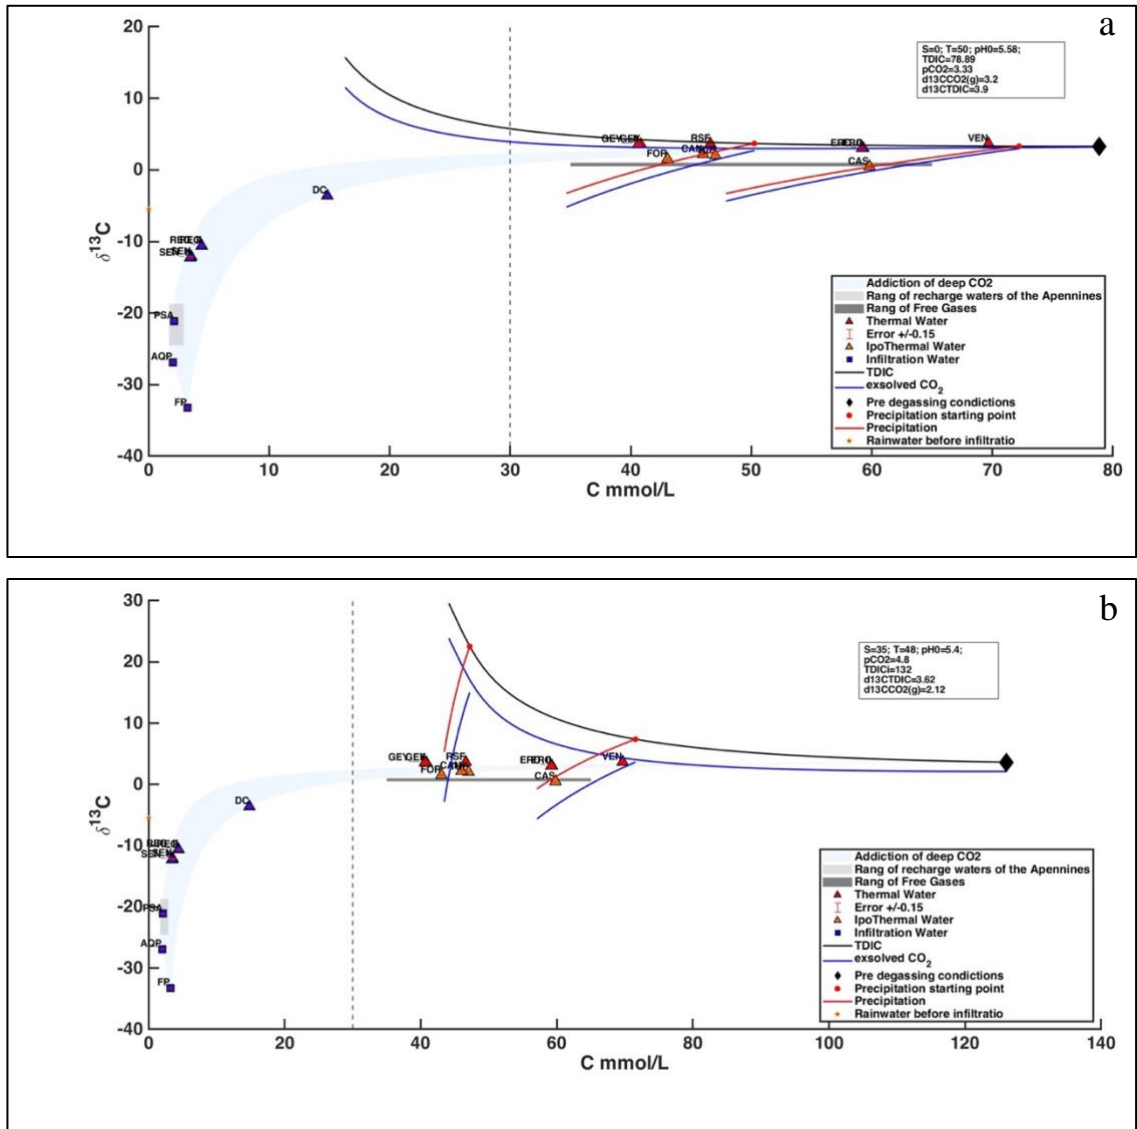 a
20
10
0
-10
-20
-30
-40
δ13C
0 10 20 30 40 50 60 70 80
C mmol/L
S=0; T=50; pH0=5.58;
TDIC=78.89
pCO2=3.33
d13CCO2(g)=3.2
d13CTDIC=3.9
RSF
VEN
FOR
CAS
DC
PSA
AQP
FP
Addiction of deep CO2
Rang of recharge waters of the Apennines
Rang of Free Gases
Thermal Water
Error +/-0.15
IpoThermal Water
Infiltration Water
TDIC
exsolved CO2
Pre degassing condictions
Precipitation starting point
Precipitation
Rainwater before infiltratio
b
30
20
10
0
-10
-20
-30
-40
δ13C
0 20 40 60 80 100 120 140
C mmol/L
S=35; T=48; pH0=5.4;
pCO2=4.8
TDICi=132
d13CTDIC=3.62
d13CCO2(g)=2.12
RSF
VEN
FOR
CAS
DC
PSA
AQP
FP
Addiction of deep CO2
Rang of recharge waters of the Apennines
Rang of Free Gases
Thermal Water
Error +/-0.15
IpoThermal Water
Infiltration Water
TDIC
exsolved CO2
Pre degassing conditions
Precipitation starting point
Precipitation
Rainwater before infiltratio